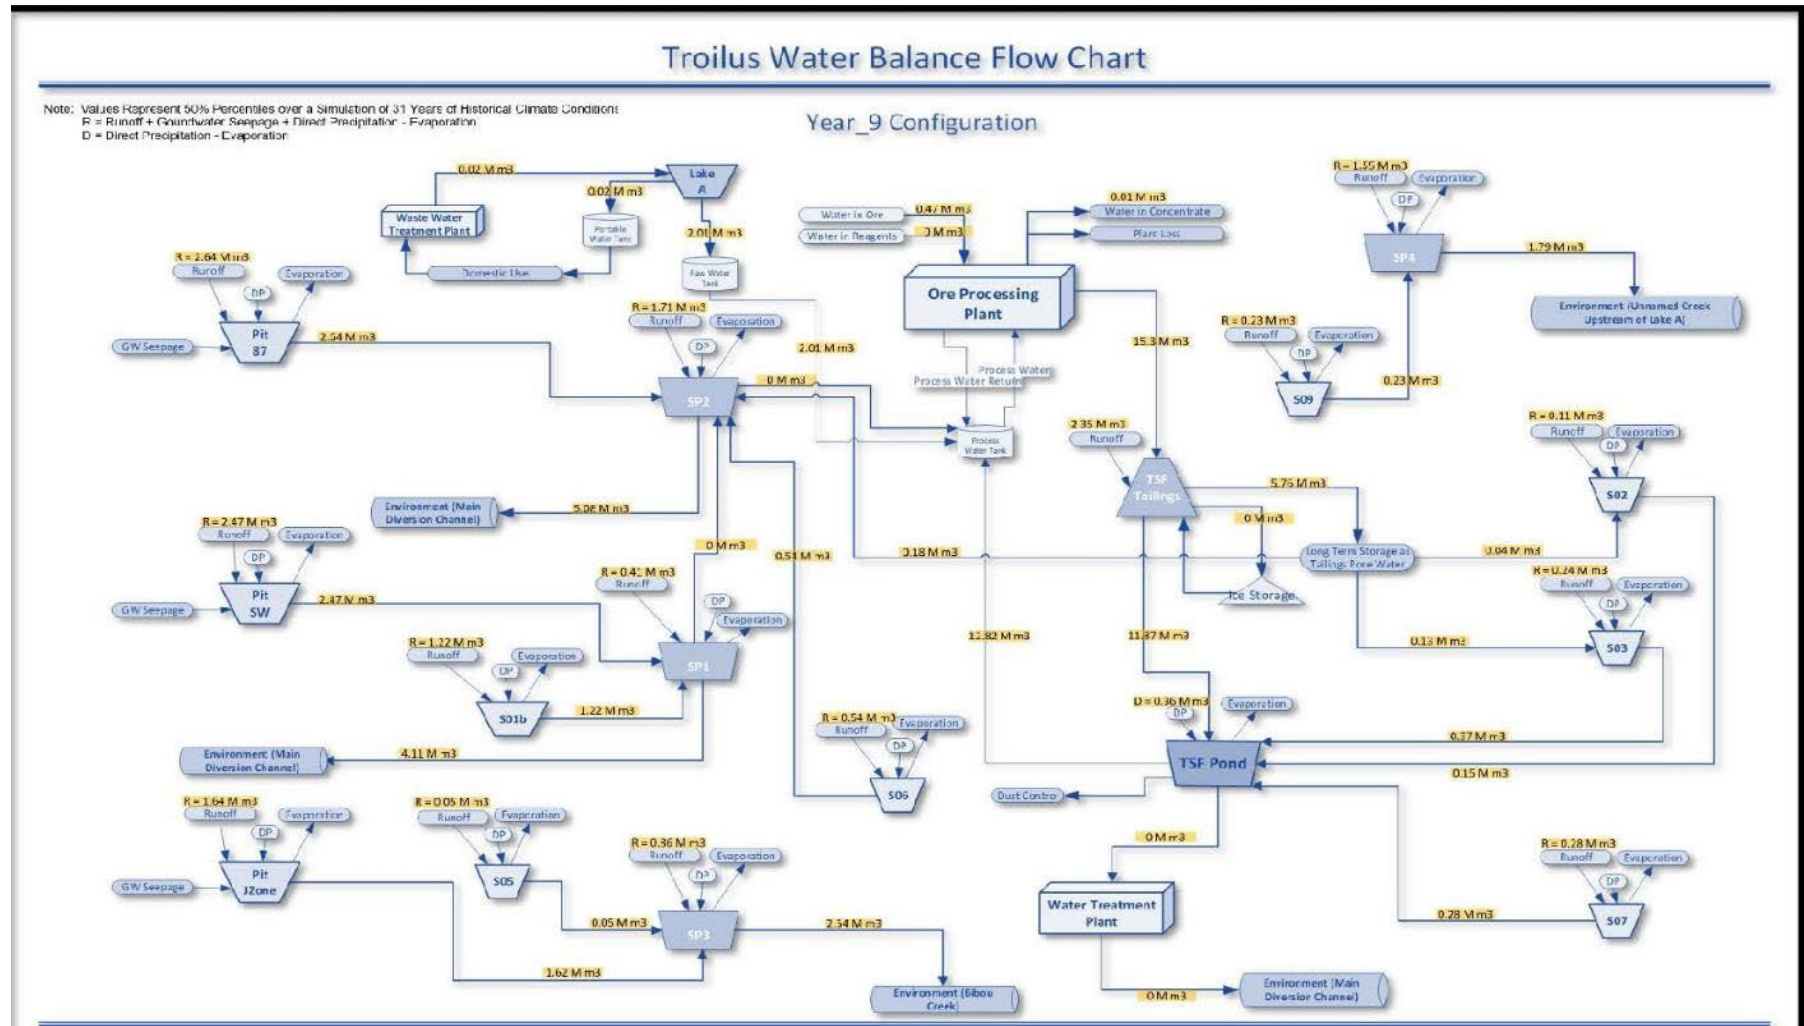 Troilus Water Balance Flow Chart
Note: Values Represent 50% Percentiles over a Simulation of 31 Years of Historical Climate Conditions
R = Runoff + Goundwater Seepage + Direct Precipitation - Evaporation
D = Direct Precipitation - Evaporation
Year_9 Configuration
0.02 M m3
Lake
A
0.02 M m3
Waste Water
Treatment Plant
Portable
Water Tank
Domestic Use
2.01 M m3
Raw Water
Tank
Water in Ore
0.47 M m3
Water in Reagents
0 M m3
0.01 M m3
Water in Concentrate
Plant Loss
Ore Processing
Plant
R = 1.55 M m3
Runoff
Evaporation
DP
SP4
1.79 M m3
Environment (Unnamed Creek
Upstream of Lake A)
R = 2.64 M m3
Runoff
Evaporation
DP
GW Seepage
Pit
87
2.64 M m3
R = 1.71 M m3
Runoff
Evaporation
DP
SP2
2.01 M m3
0 M m3
Process Water
Process Water Return
Process
Water Tank
15.3 M m3
R = 0.23 M m3
Runoff
Evaporation
DP
S09
0.23 M m3
2.35 M m3
Runoff
TSF
Tailings
5.76 M m3
0 M m3
Ice Storage
Long Term Storage as
Tailings Pore Water
R = 0.11 M m3
Runoff
Evaporation
DP
S02
0.04 M m3
Environment (Main
Diversion Channel)
5.08 M m3
0.18 M m3
R = 2.47 M m3
Runoff
Evaporation
DP
GW Seepage
Pit
SW
2.47 M m3
0 M m3
R = 0.41 M m3
Runoff
DP
Evaporation
SP1
R = 0.24 M m3
Runoff
Evaporation
DP
S03
0.13 M m3
12.82 M m3
R = 1.22 M m3
Runoff
Evaporation
DP
S01b
1.22 M m3
Environment (Main
Diversion Channel)
4.11 M m3
R = 0.54 M m3
Runoff
Evaporation
DP
S06
D = 0.36 M m3
DP
Evaporation
TSF Pond
0.37 M m3
0.15 M m3
Dust Control
0 M m3
Water Treatment
Plant
0 M m3
Environment (Main
Diversion Channel)
R = 1.64 M m3
Runoff
Evaporation
DP
GW Seepage
Pit
JZone
R = 0.05 M m3
Runoff
Evaporation
DP
S05
0.05 M m3
1.62 M m3
R = 0.36 M m3
Runoff
Evaporation
DP
SP3
2.54 M m3
Environment (Bibou
Creek)
R = 0.28 M m3
Runoff
Evaporation
DP
S07
0.28 M m3